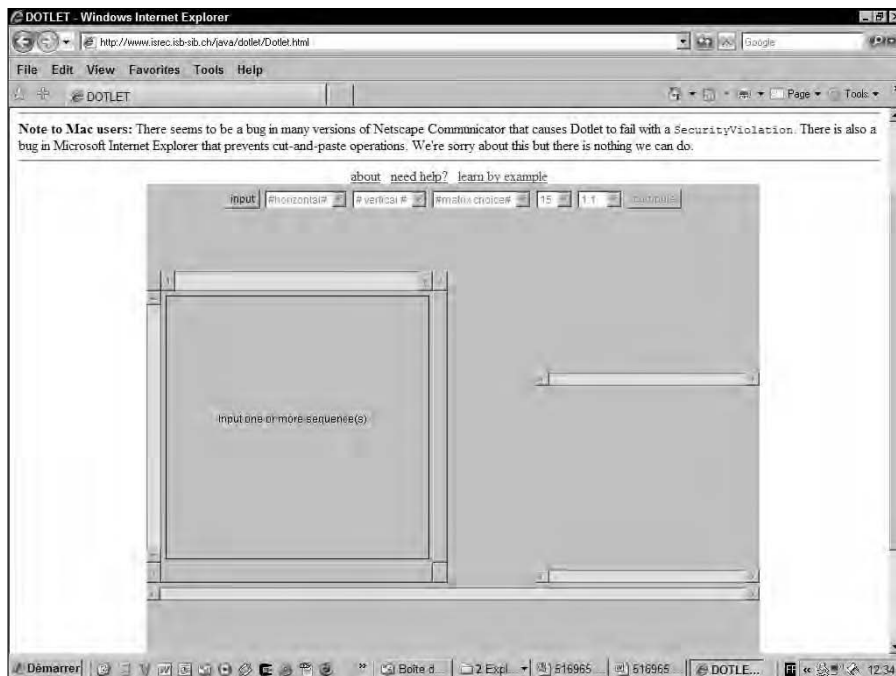 DOTLET - Windows Internet Explorer
http://www.isrec.isb-sib.ch/java/dotlet/Dotlet.html
Google
File Edit View Favorites Tools Help
DOTLET
Page Tools
Note to Mac users: There seems to be a bug in many versions of Netscape Communicator that causes Dotlet to fail with a SecurityViolation. There is also a
bug in Microsoft Internet Explorer that prevents cut-and-paste operations. We're sorry about this but there is nothing we can do.
about need help? learn by example
input #horizontal# #vertical# #matrix choice# 15 1:1 compute
Input one or more sequence(s)
Démarrer Boîte d... 2 Expl... 516965... 516965... DOTLE... FR 12:34